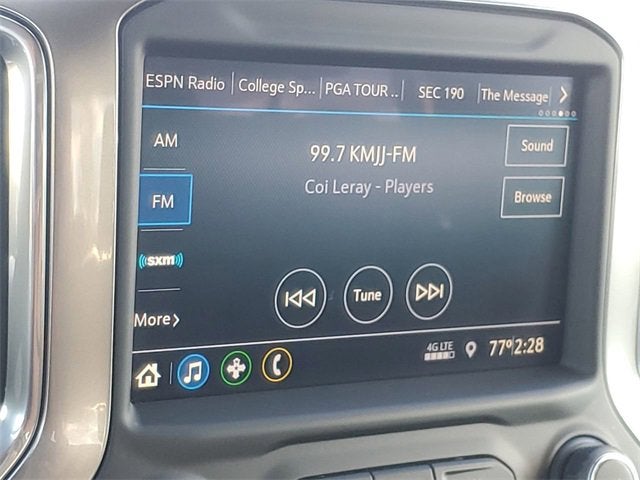 ESPN Radio College Sp... PGA TOUR .. SEC 190 The Message
AM
99.7 KMJJ-FM
Sound
Coi Leray - Players
FM
Browse
((sxm))
Tune
More
4G LTE
77° 2:28